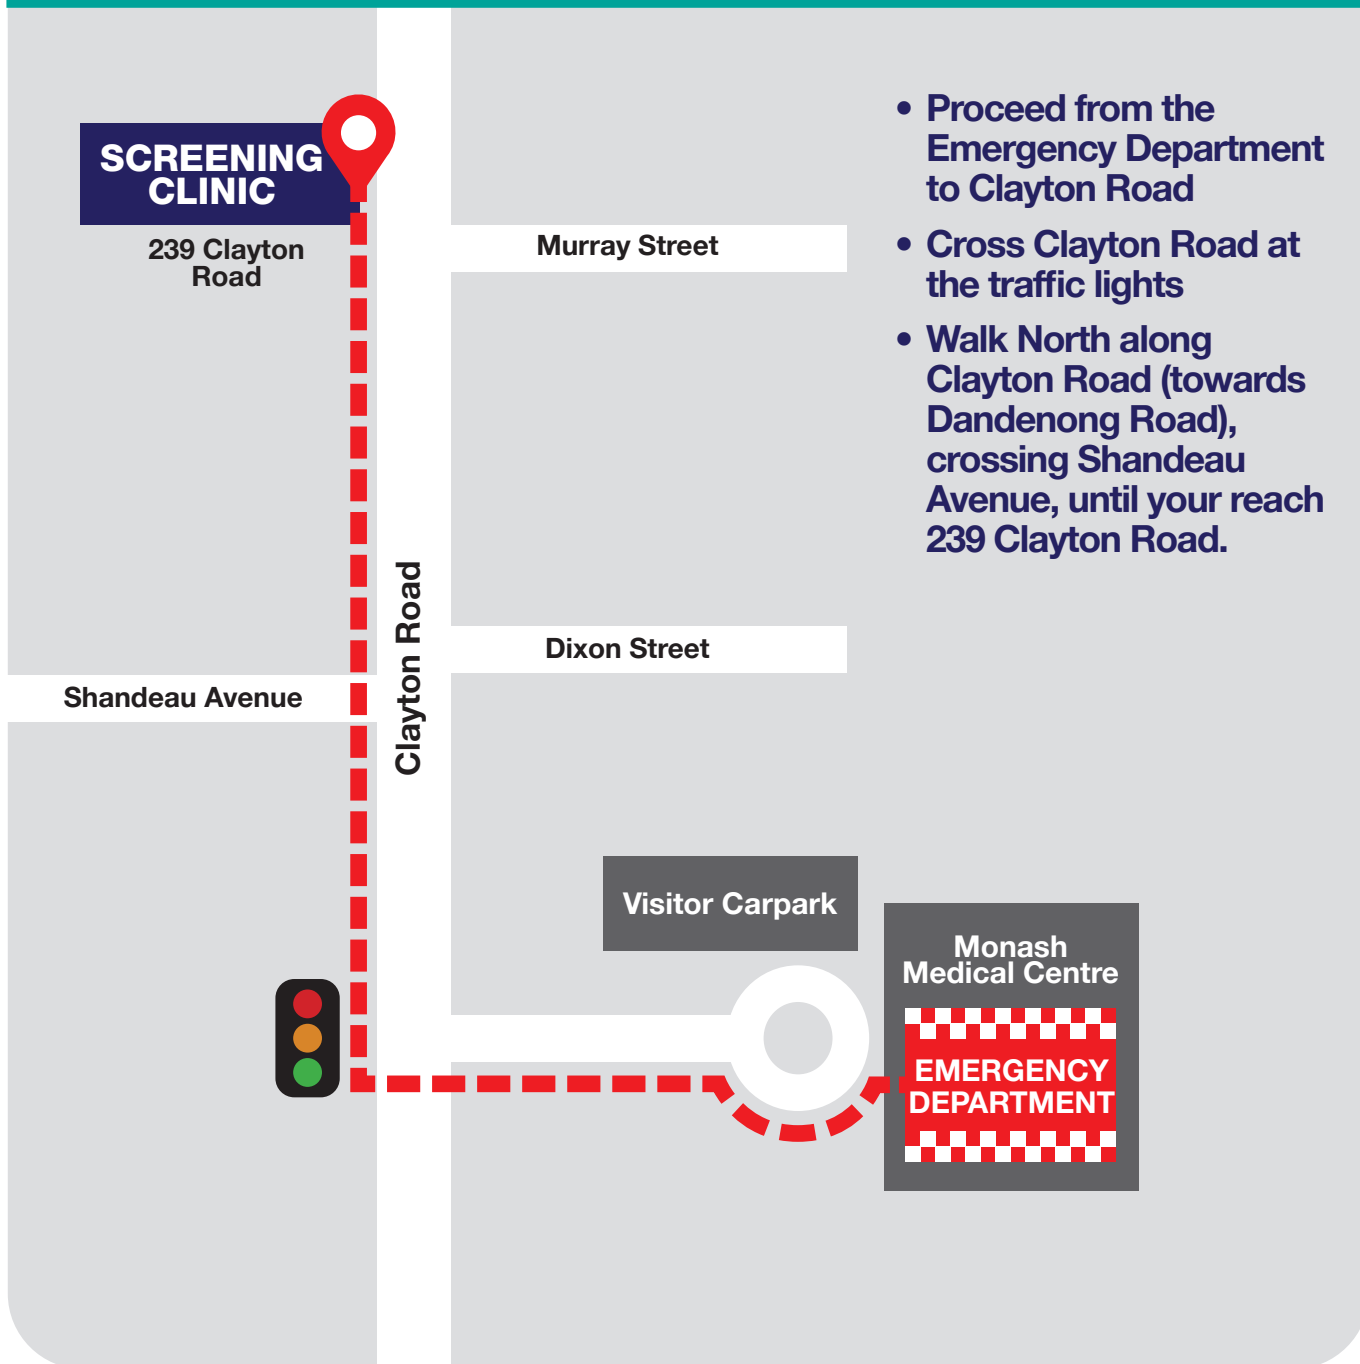 SCREENING
CLINIC
239 Clayton
Road
Murray Street
• Proceed from the
Emergency Department
to Clayton Road
• Cross Clayton Road at
the traffic lights
• Walk North along
Clayton Road (towards
Dandenong Road),
crossing Shandeau
Avenue, until your reach
239 Clayton Road.
Clayton Road
Dixon Street
Shandeau Avenue
Visitor Carpark
Monash
Medical Centre
EMERGENCY
DEPARTMENT